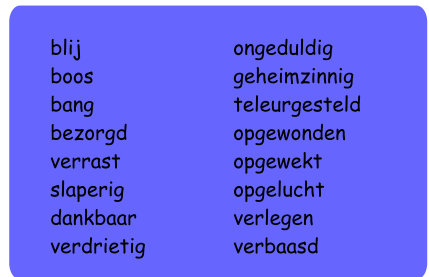 blij
boos
bang
bezorgd
verrast
slaperig
dankbaar
verdrietig
ongeduldig
geheimzinnig
teleurgesteld
opgewonden
opgewekt
opgelucht
verlegen
verbaasd